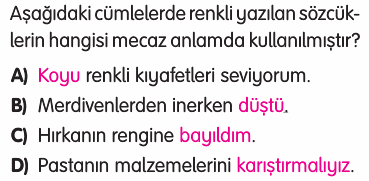 Aşağıdaki cümlelerde renkli yazılan sözcük-
lerin hangisi mecaz anlamda kullanılmıştır?
A) Koyu renkli kıyafetleri seviyorum.
B) Merdivenlerden inerken düştü.
C) Hırkanın rengine bayıldım.
D) Pastanın malzemelerini karıştırmalıyız.